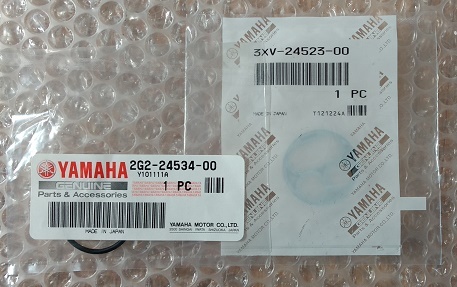 YAMAHA
3XV-24523-00
1 PC
MADE IN JAPAN
Y121224A
YAMAHA
GENUINE
Parts & Accessories
2G2-24534-00
Y101111A
1 PC
MADE IN JAPAN
YAMAHA MOTOR CO.,LTD.